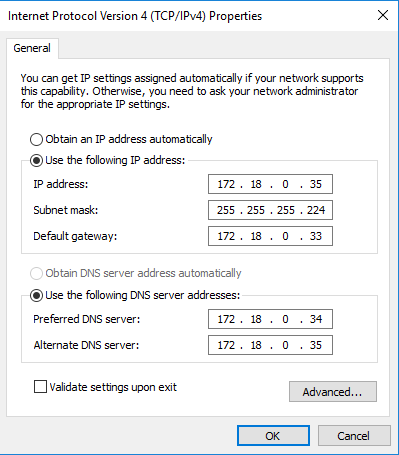 Internet Protocol Version 4 (TCP/IPv4) Properties
General
You can get IP settings assigned automatically if your network supports
this capability. Otherwise, you need to ask your network administrator
for the appropriate IP settings.
Obtain an IP address automatically
Use the following IP address:
IP address: 172 . 18 . 0 . 35
Subnet mask: 255 . 255 . 255 . 224
Default gateway: 172 . 18 . 0 . 33
Obtain DNS server address automatically
Use the following DNS server addresses:
Preferred DNS server: 172 . 18 . 0 . 34
Alternate DNS server: 172 . 18 . 0 . 35
Validate settings upon exit
Advanced...
OK Cancel